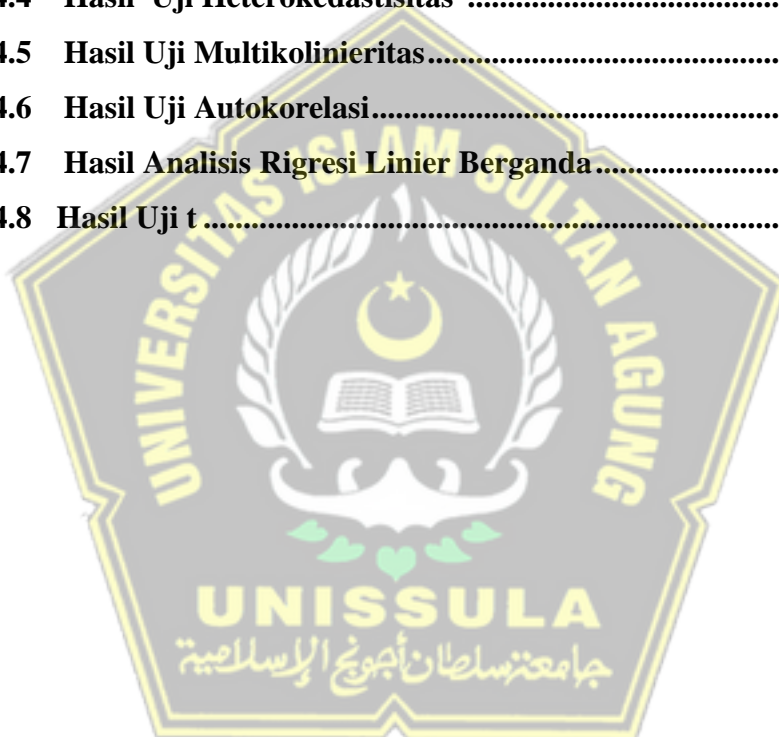 4.4 Hasil Uji Heterokedastisitas
4.5 Hasil Uji Multikolinieritas
4.6 Hasil Uji Autokorelasi
4.7 Hasil Analisis Rigresi Linier Berganda
4.8 Hasil Uji t
UNIVERSITAS ISLAM SULTAN AGUNG
UNISSULA
جامعة سلطان أجونج الإسلامية